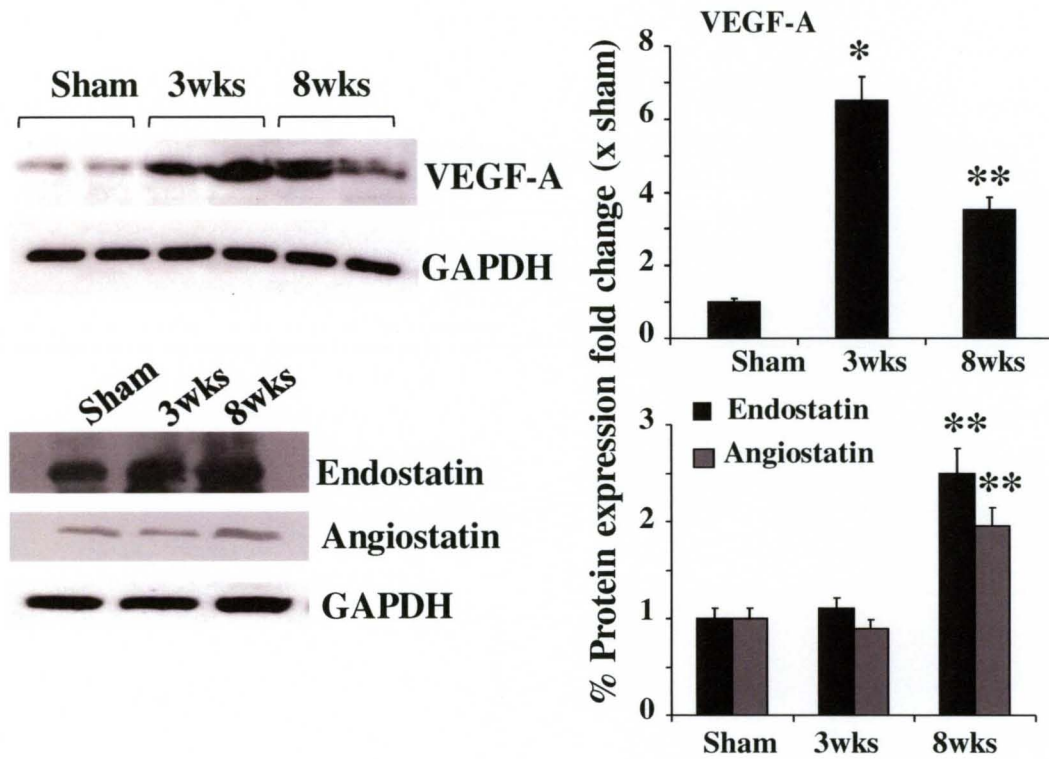 Sham 3wks 8wks
VEGF-A
GAPDH
Sham 3wks 8wks
Endostatin
Angiostatin
GAPDH
% Protein expression fold change (x sham)
VEGF-A
8
6
4
2
0
*
**
Sham 3wks 8wks
Endostatin
Angiostatin
3
2
1
0
**
**
Sham 3wks 8wks